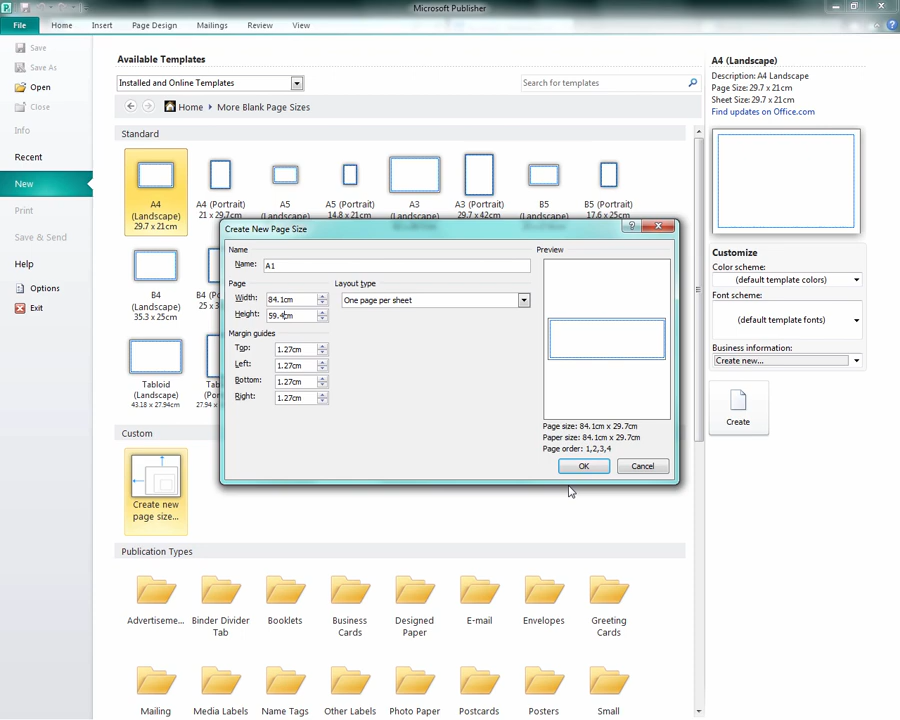 Microsoft Publisher
File Home Insert Page Design Mailings Review View
Save
Save As
Open
Close
Info
Recent
New
Print
Save & Send
Help
Options
Exit
Available Templates
Installed and Online Templates
Search for templates
Home More Blank Page Sizes
Standard
A4
(Landscape)
29.7 x 21cm
A4 (Portrait)
21 x 29.7cm
A5
(Landscape)
A5 (Portrait)
14.8 x 21cm
A3
(Landscape)
A3 (Portrait)
29.7 x 42cm
B5
(Landscape)
B5 (Portrait)
17.6 x 25cm
B4
(Landscape)
35.3 x 25cm
B4 (Po
Tabloid
(Landscape)
43.18 x 27.94cm
Tab
(Po
27.94 x
Custom
Create new
page size...
Create New Page Size
Name
Name: A1
Page
Width: 84.1cm
Height: 59.4cm
Layout type
One page per sheet
Margin guides
Top: 1.27cm
Left: 1.27cm
Bottom: 1.27cm
Right: 1.27cm
Preview
Page size: 84.1cm x 29.7cm
Paper size: 84.1cm x 29.7cm
Page order: 1,2,3,4
OK Cancel
Publication Types
Advertiseme...
Binder Divider
Tab
Booklets
Business
Cards
Designed
Paper
E-mail
Envelopes
Greeting
Cards
Mailing
Media Labels
Name Tags
Other Labels
Photo Paper
Postcards
Posters
Small
A4 (Landscape)
Description: A4 Landscape
Page Size: 29.7 x 21cm
Sheet Size: 29.7 x 21cm
Find updates on Office.com
Customize
Color scheme:
(default template colors)
Font scheme:
(default template fonts)
Business information:
Create new...
Create